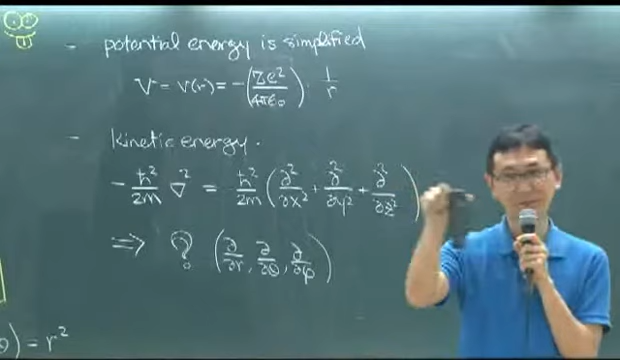 - potential energy is simplified
V = V(r) = -(Ze²/4πε₀) · 1/r
- kinetic energy.
-ℏ²/2m ∇² = ℏ²/2m (∂²/∂x² + ∂²/∂y² + ∂²/∂z²)
⇒ ? (∂/∂r, ∂/∂θ, ∂/∂φ)
) = r²